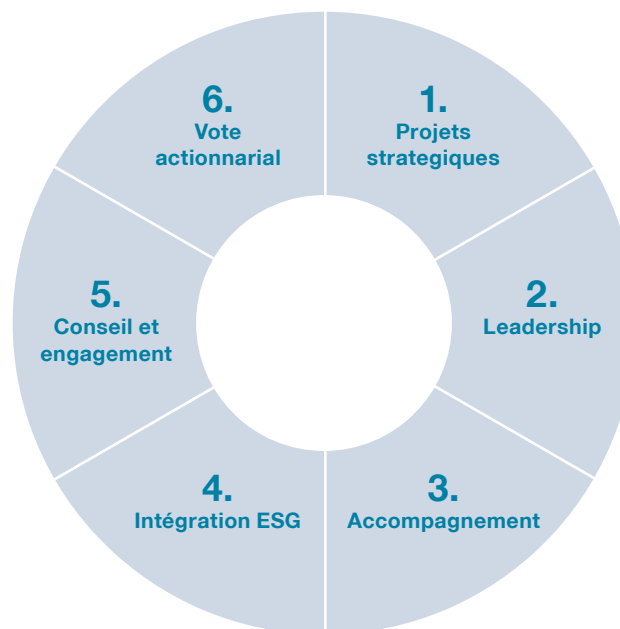 1.
Projets
strategiques
2.
Leadership
3.
Accompagnement
4.
Intégration ESG
5.
Conseil et
engagement
6.
Vote
actionnarial